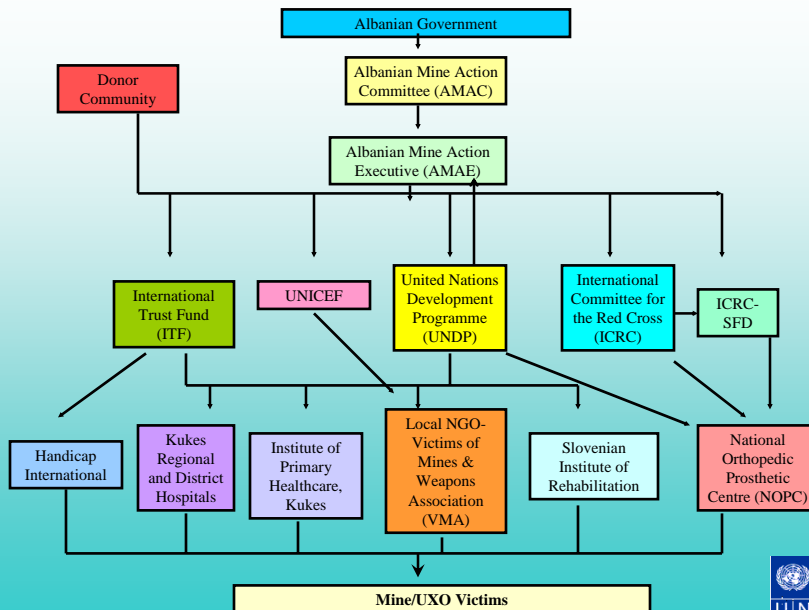 Albanian Government
Donor
Community
Albanian Mine Action
Committee (AMAC)
Albanian Mine Action
Executive (AMAE)
International
Trust Fund
(ITF)
UNICEF
United Nations
Development
Programme
(UNDP)
International
Committee for
the Red Cross
(ICRC)
ICRC-
SFD
Handicap
International
Kukes
Regional
and District
Hospitals
Institute of
Primary
Healthcare,
Kukes
Local NGO-
Victims of
Mines &
Weapons
Association
(VMA)
Slovenian
Institute of
Rehabilitation
National
Orthopedic
Prosthetic
Centre (NOPC)
Mine/UXO Victims